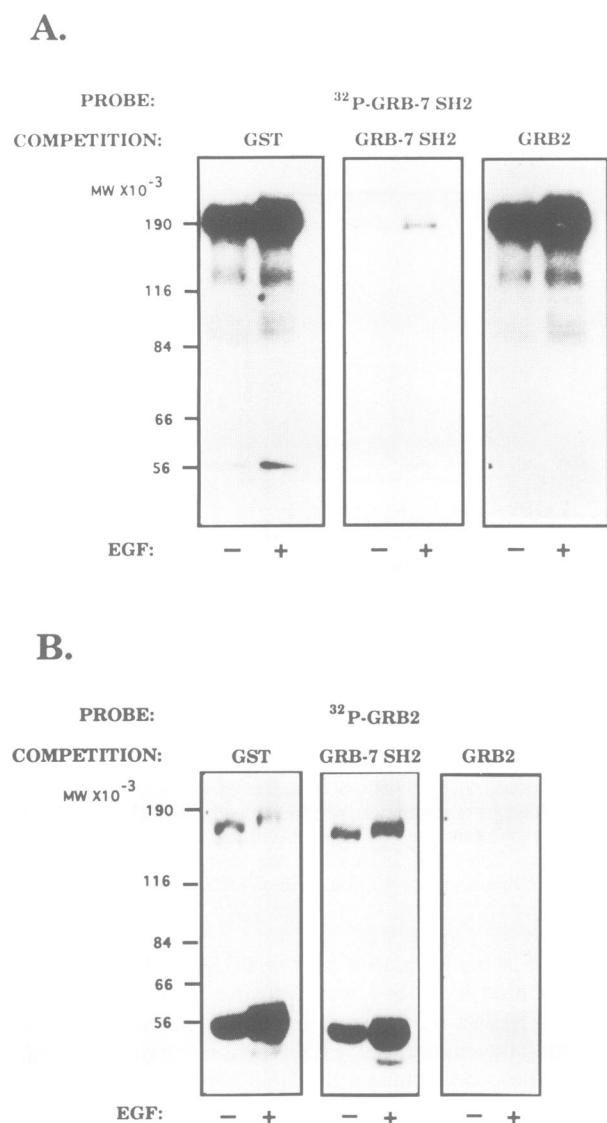 A.
PROBE: ³²P-GRB-7 SH2
COMPETITION: GST GRB-7 SH2 GRB2
MW X10⁻³
190
116
84
66
56
EGF: − + − + − +
B.
PROBE: ³²P-GRB2
COMPETITION: GST GRB-7 SH2 GRB2
MW X10⁻³
190
116
84
66
56
EGF: − + − + − +